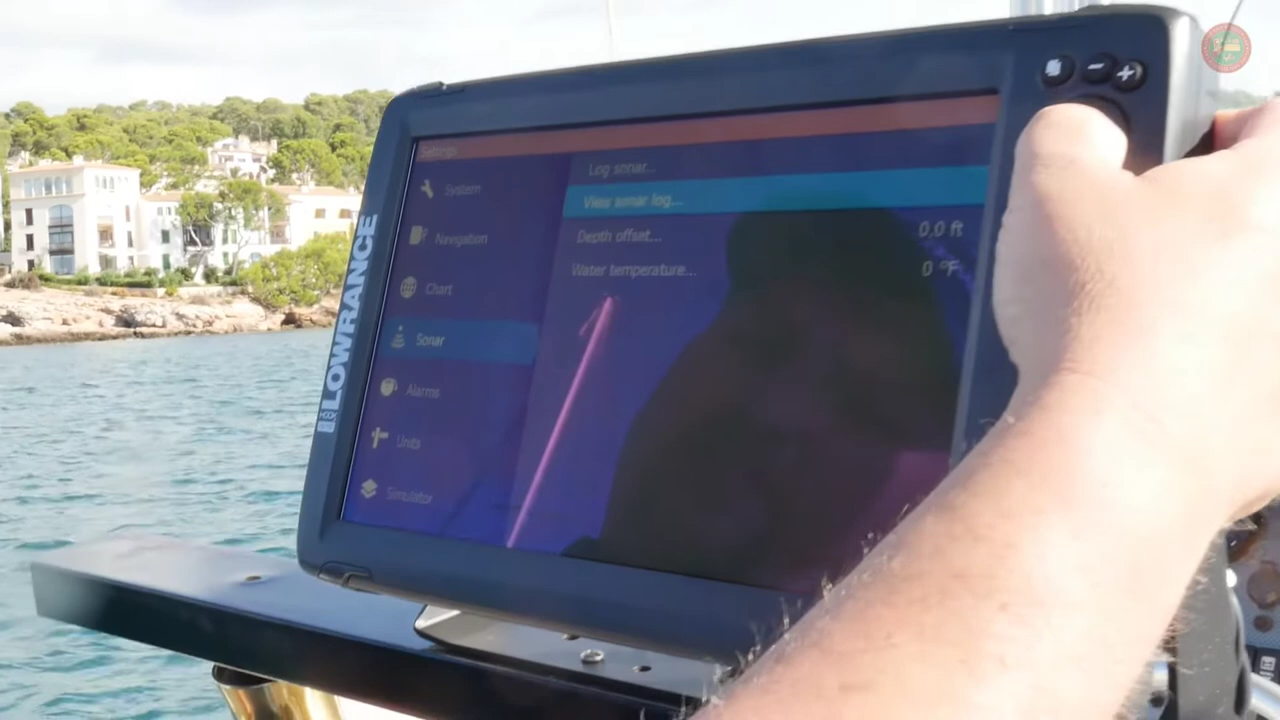 Settings
System
Navigation
Chart
Sonar
Alarms
Units
Simulator
Log sonar...
View sonar log...
Depth offset...
0.0 ft
Water temperature...
0 °F
LOWRANCE
HOOK